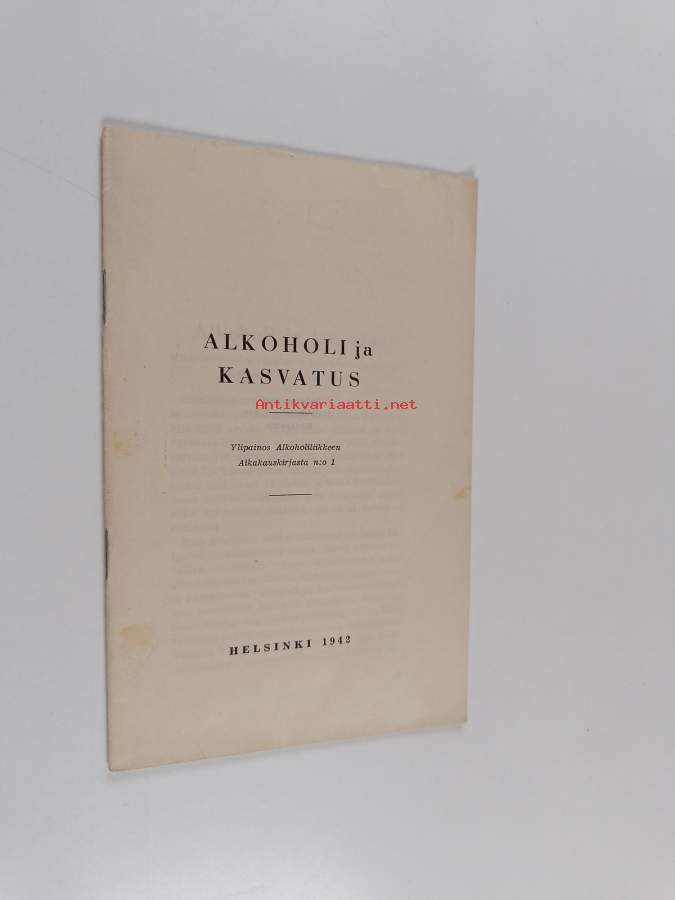 ALKOHOLI ja
KASVATUS
Antikvariaatti.net
Ylipainos Alkoholiliikkeen
Aikakauskirjasta n:o 1
HELSINKI 1942